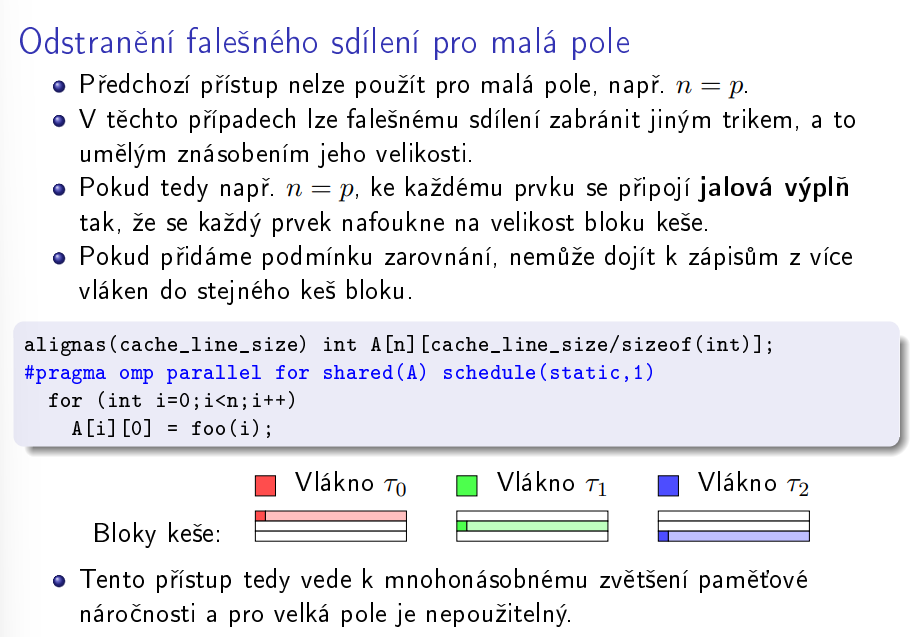 Odstranění falešného sdílení pro malá pole
Předchozí přístup nelze použít pro malá pole, např. n = p.
V těchto případech lze falešnému sdílení zabránit jiným trikem, a to
umělým znásobením jeho velikosti.
Pokud tedy např. n = p, ke každému prvku se připojí jalová výplň
tak, že se každý prvek nafoukne na velikost bloku keše.
Pokud přidáme podmínku zarovnání, nemůže dojít k zápisům z více
vláken do stejného keš bloku.
alignas(cache_line_size) int A[n][cache_line_size/sizeof(int)];
#pragma omp parallel for shared(A) schedule(static,1)
for (int i=0;i<n;i++)
A[i][0] = foo(i);
Vlákno τ0 Vlákno τ1 Vlákno τ2
Bloky keše:
Tento přístup tedy vede k mnohonásobnému zvětšení paměťové
náročnosti a pro velká pole je nepoužitelný.